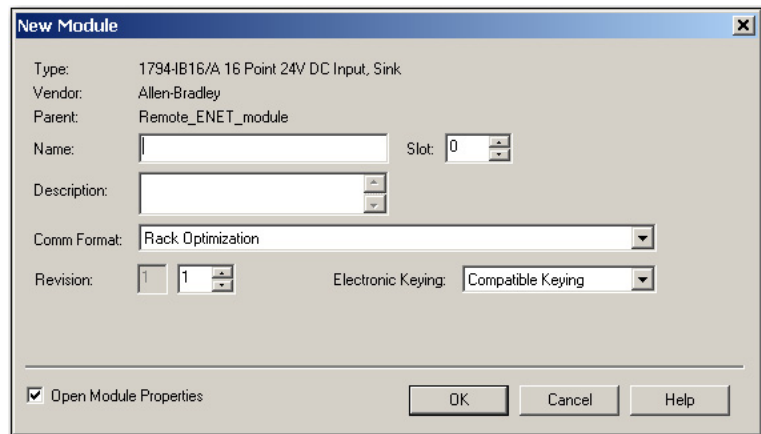 New Module
Type: 1794-IB16/A 16 Point 24V DC Input, Sink
Vendor: Allen-Bradley
Parent: Remote_ENET_module
Name: Slot: 0
Description:
Comm Format: Rack Optimization
Revision: 1 1 Electronic Keying: Compatible Keying
Open Module Properties OK Cancel Help